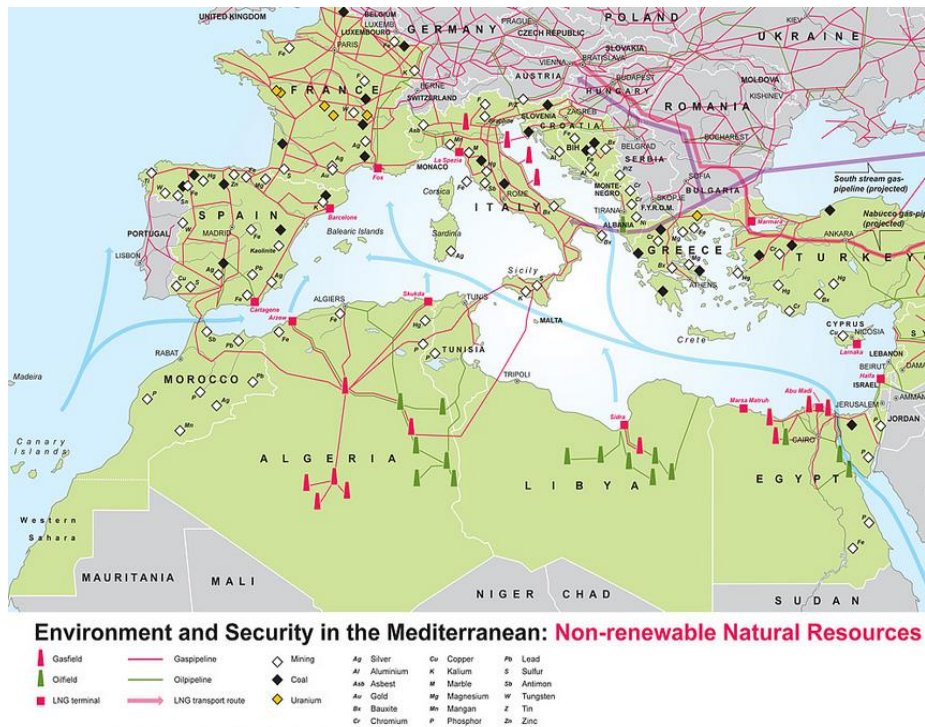 UNITED KINGDOM
BELGIUM
LUXEMB.
LUXEMBOURG
GERMANY
PRAGUE
CZECH REPUBLIC
POLAND
KIEV
UKRAINE
PARIS
SLOVAKIA
BRATISLAVA
VIENNA
AUSTRIA
BUDAPEST
HUNGARY
MOLDOVA
KISHINEV
FRANCE
BERNE
SWITZERLAND
SLOVENIA
ZAGREB
CROATIA
ROMANIA
BELGRAD
BUCHAREST
BIH
SERBIA
MONACO
La Spezia
Fos
MONTE-
NEGRO
SOFIA
BULGARIA
South stream gas-
pipeline (projected)
Corsica
ROME
ITALY
SKOPJE
F.Y.R.O.M.
TIRANA
ALBANIA
Marmara
Nabucco gas-pip
(projected)
SPAIN
MADRID
Barcelone
Balearic Islands
Sardinia
PORTUGAL
LISBON
Kaolinite
GREECE
ATHENS
ANKARA
TURKEY
Cartagene
Arzew
ALGIERS
Skukda
TUNIS
Sicily
MALTA
Crete
CYPRUS
NICOSIA
Larnaka
LEBANON
BEIRUT
DAMA
Haifa
ISRAEL
JERUSALEM
AMMAN
JORDAN
Madeira
RABAT
MOROCCO
TUNISIA
TRIPOLI
Sidra
Marsa Matruh
Abu Madi
CAIRO
Canary
Islands
ALGERIA
LIBYA
EGYPT
Western
Sahara
MAURITANIA
MALI
NIGER
CHAD
SUDAN
Environment and Security in the Mediterranean: Non-renewable Natural Resources
Gasfield
Oilfield
LNG terminal
Gaspipeline
Oilpipeline
LNG transport route
Mining
Coal
Uranium
Ag Silver
Al Aluminium
Asb Asbest
Au Gold
Bx Bauxite
Cr Chromium
Cu Copper
K Kalium
M Marble
Mg Magnesium
Mn Mangan
P Phosphor
Pb Lead
S Sulfur
Sb Antimon
W Tungsten
Z Tin
Zn Zinc